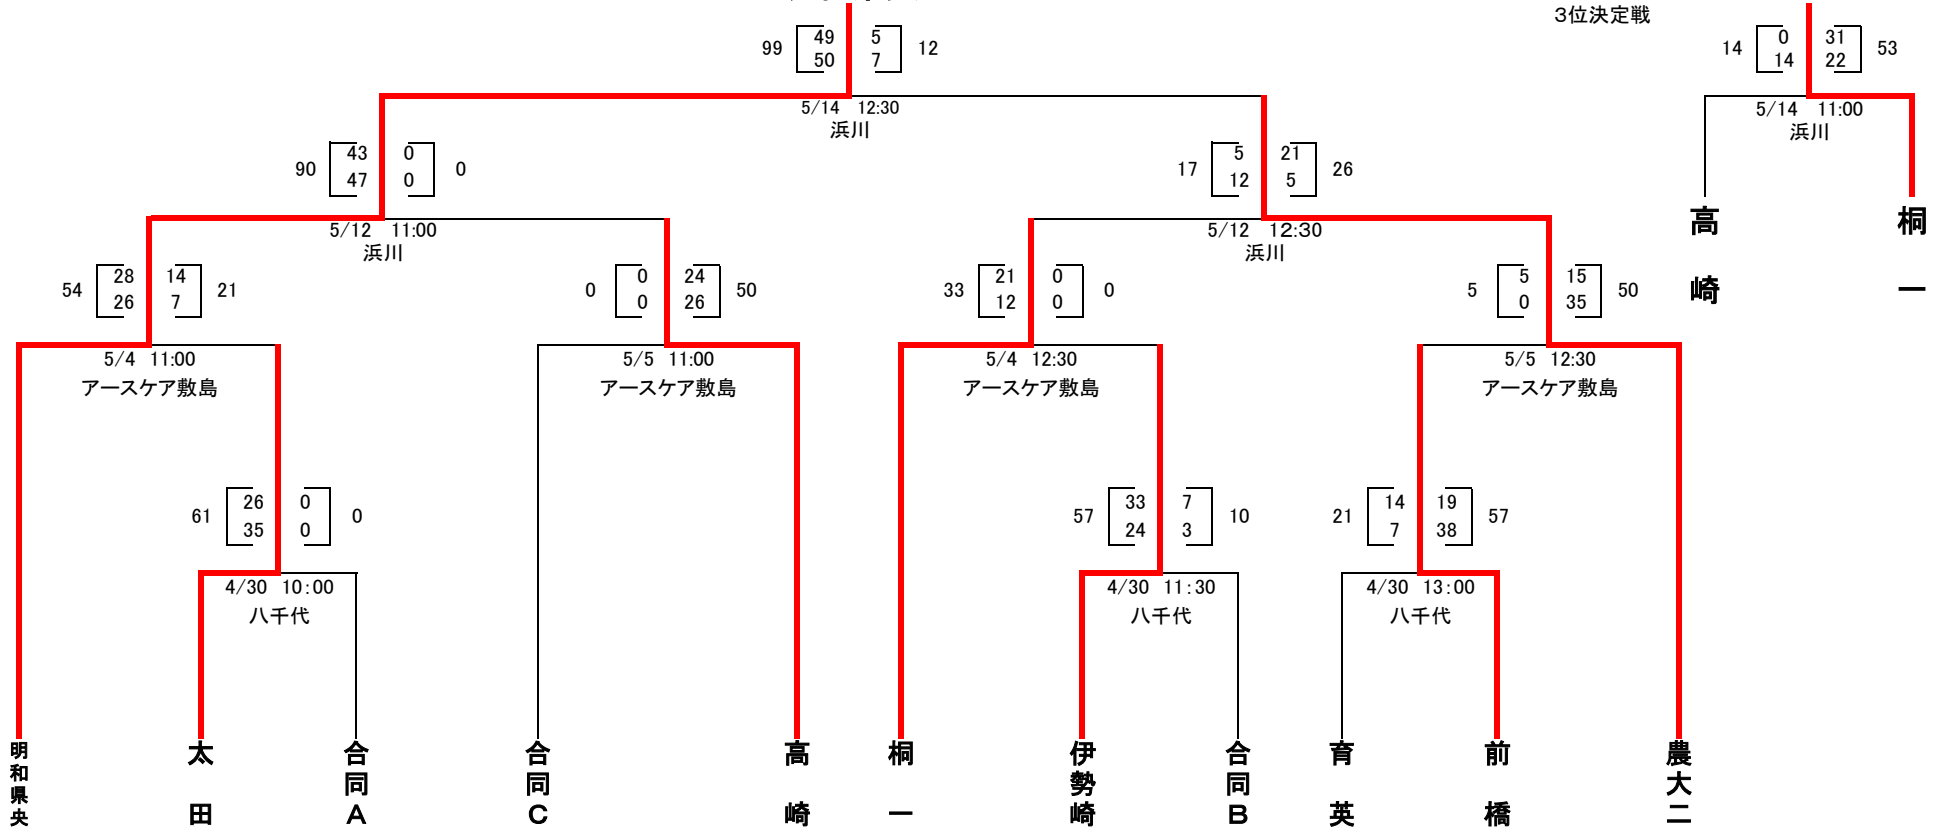 3位決定戦
99 49 5 12
50 7
14 0 31 53
14 22
5/14 12:30
浜川
5/14 11:00
浜川
90 43 0 0
47 0
17 5 21 26
12 5
5/12 11:00
浜川
5/12 12:30
浜川
高崎
桐一
54 28 14 21
26 7
0 0 24 50
0 26
33 21 0 0
12 0
5 5 15 50
0 35
5/4 11:00
アースケア敷島
5/5 11:00
アースケア敷島
5/4 12:30
アースケア敷島
5/5 12:30
アースケア敷島
61 26 0 0
35 0
57 33 7 10
24 3
21 14 19 57
7 38
4/30 10:00
八千代
4/30 11:30
八千代
4/30 13:00
八千代
明和県央
太田
合同A
合同C
高崎
桐一
伊勢崎
合同B
育英
前橋
農大二